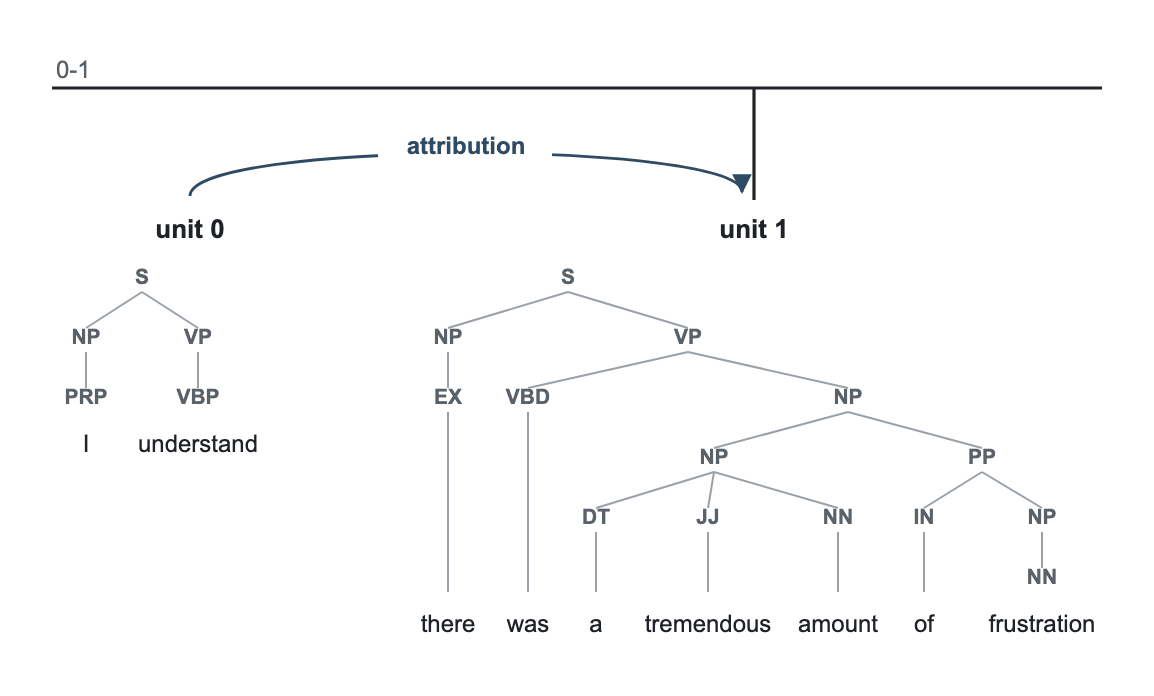 0-1
attribution
unit 0 unit 1
S S
NP VP NP VP
PRP VBP EX VBD NP
I understand
NP PP
DT JJ NN IN NP
NN
there was a tremendous amount of frustration